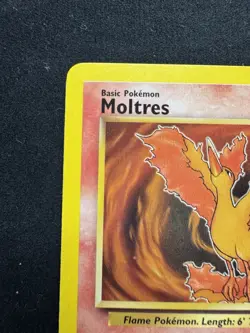 Basic Pokémon
Moltres
Flame Pokémon. Length: 6'